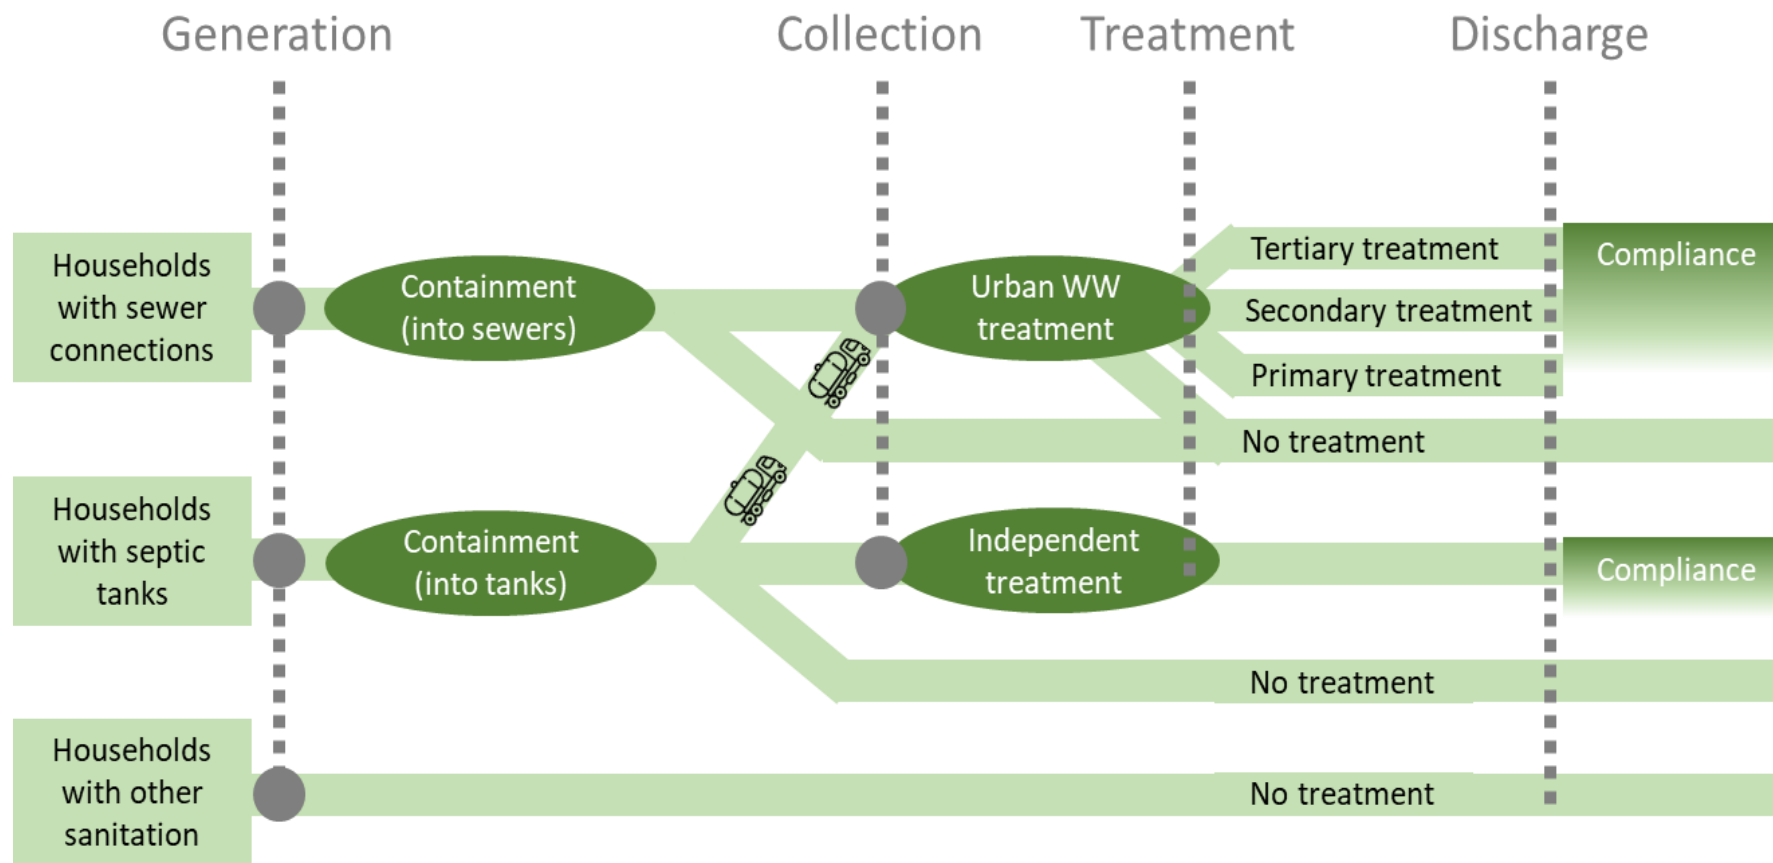 Generation
Collection
Treatment
Discharge
Households
with sewer
connections
Containment
(into sewers)
Urban WW
treatment
Tertiary treatment
Secondary treatment
Primary treatment
No treatment
Compliance
Households
with septic
tanks
Containment
(into tanks)
Independent
treatment
Compliance
No treatment
Households
with other
sanitation
No treatment